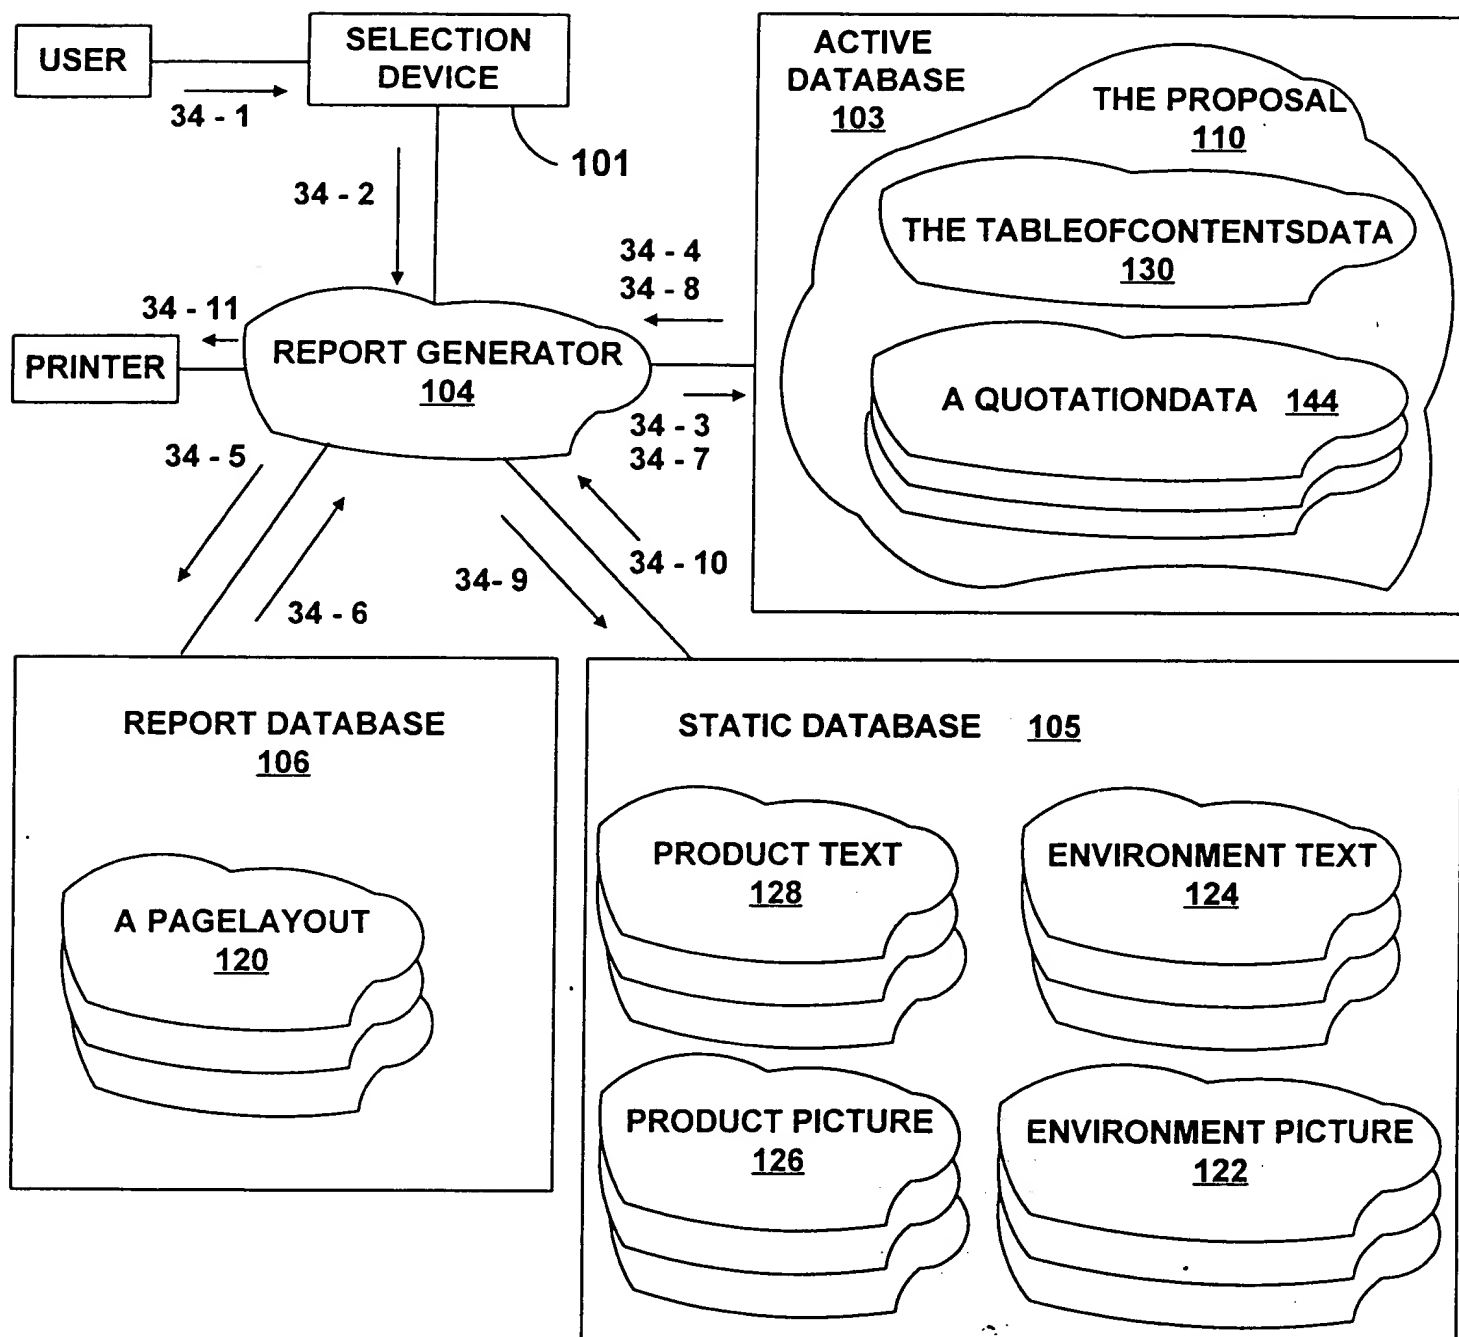 USER
SELECTION
DEVICE
34 - 1
101
34 - 2
ACTIVE
DATABASE
103
THE PROPOSAL
110
THE TABLEOFCONTENTSDATA
130
A QUOTATIONDATA 144
34 - 4
34 - 8
34 - 11
PRINTER
REPORT GENERATOR
104
34 - 3
34 - 7
34 - 5
34 - 6
34- 9
34 - 10
REPORT DATABASE
106
A PAGELAYOUT
120
STATIC DATABASE 105
PRODUCT TEXT
128
ENVIRONMENT TEXT
124
PRODUCT PICTURE
126
ENVIRONMENT PICTURE
122